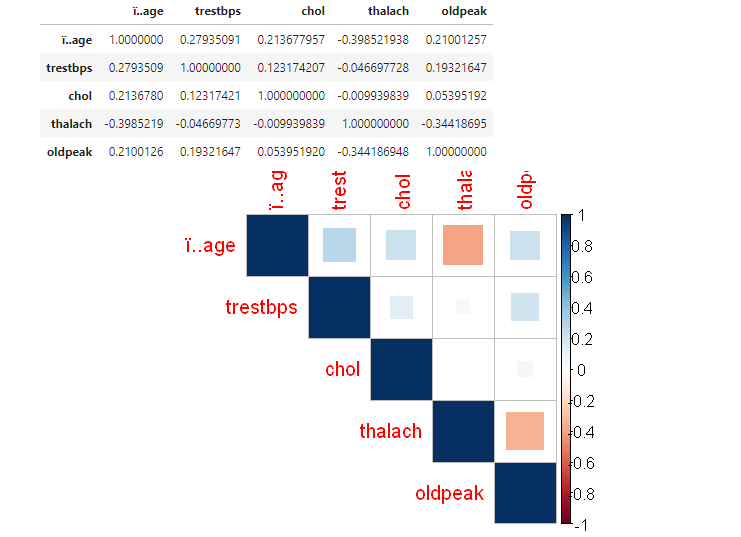 ï..age trestbps chol thalach oldpeak
ï..age 1.0000000 0.27935091 0.213677957 -0.398521938 0.21001257
trestbps 0.2793509 1.00000000 0.123174207 -0.046697728 0.19321647
chol 0.2136780 0.12317421 1.000000000 -0.009939839 0.05395192
thalach -0.3985219 -0.04669773 -0.009939839 1.000000000 -0.34418695
oldpeak 0.2100126 0.19321647 0.053951920 -0.344186948 1.00000000
ï..ag
trest
chol
thala
oldp
ï..age
trestbps
chol
thalach
oldpeak
1
0.8
0.6
0.4
0.2
0
-0.2
-0.4
-0.6
-0.8
-1